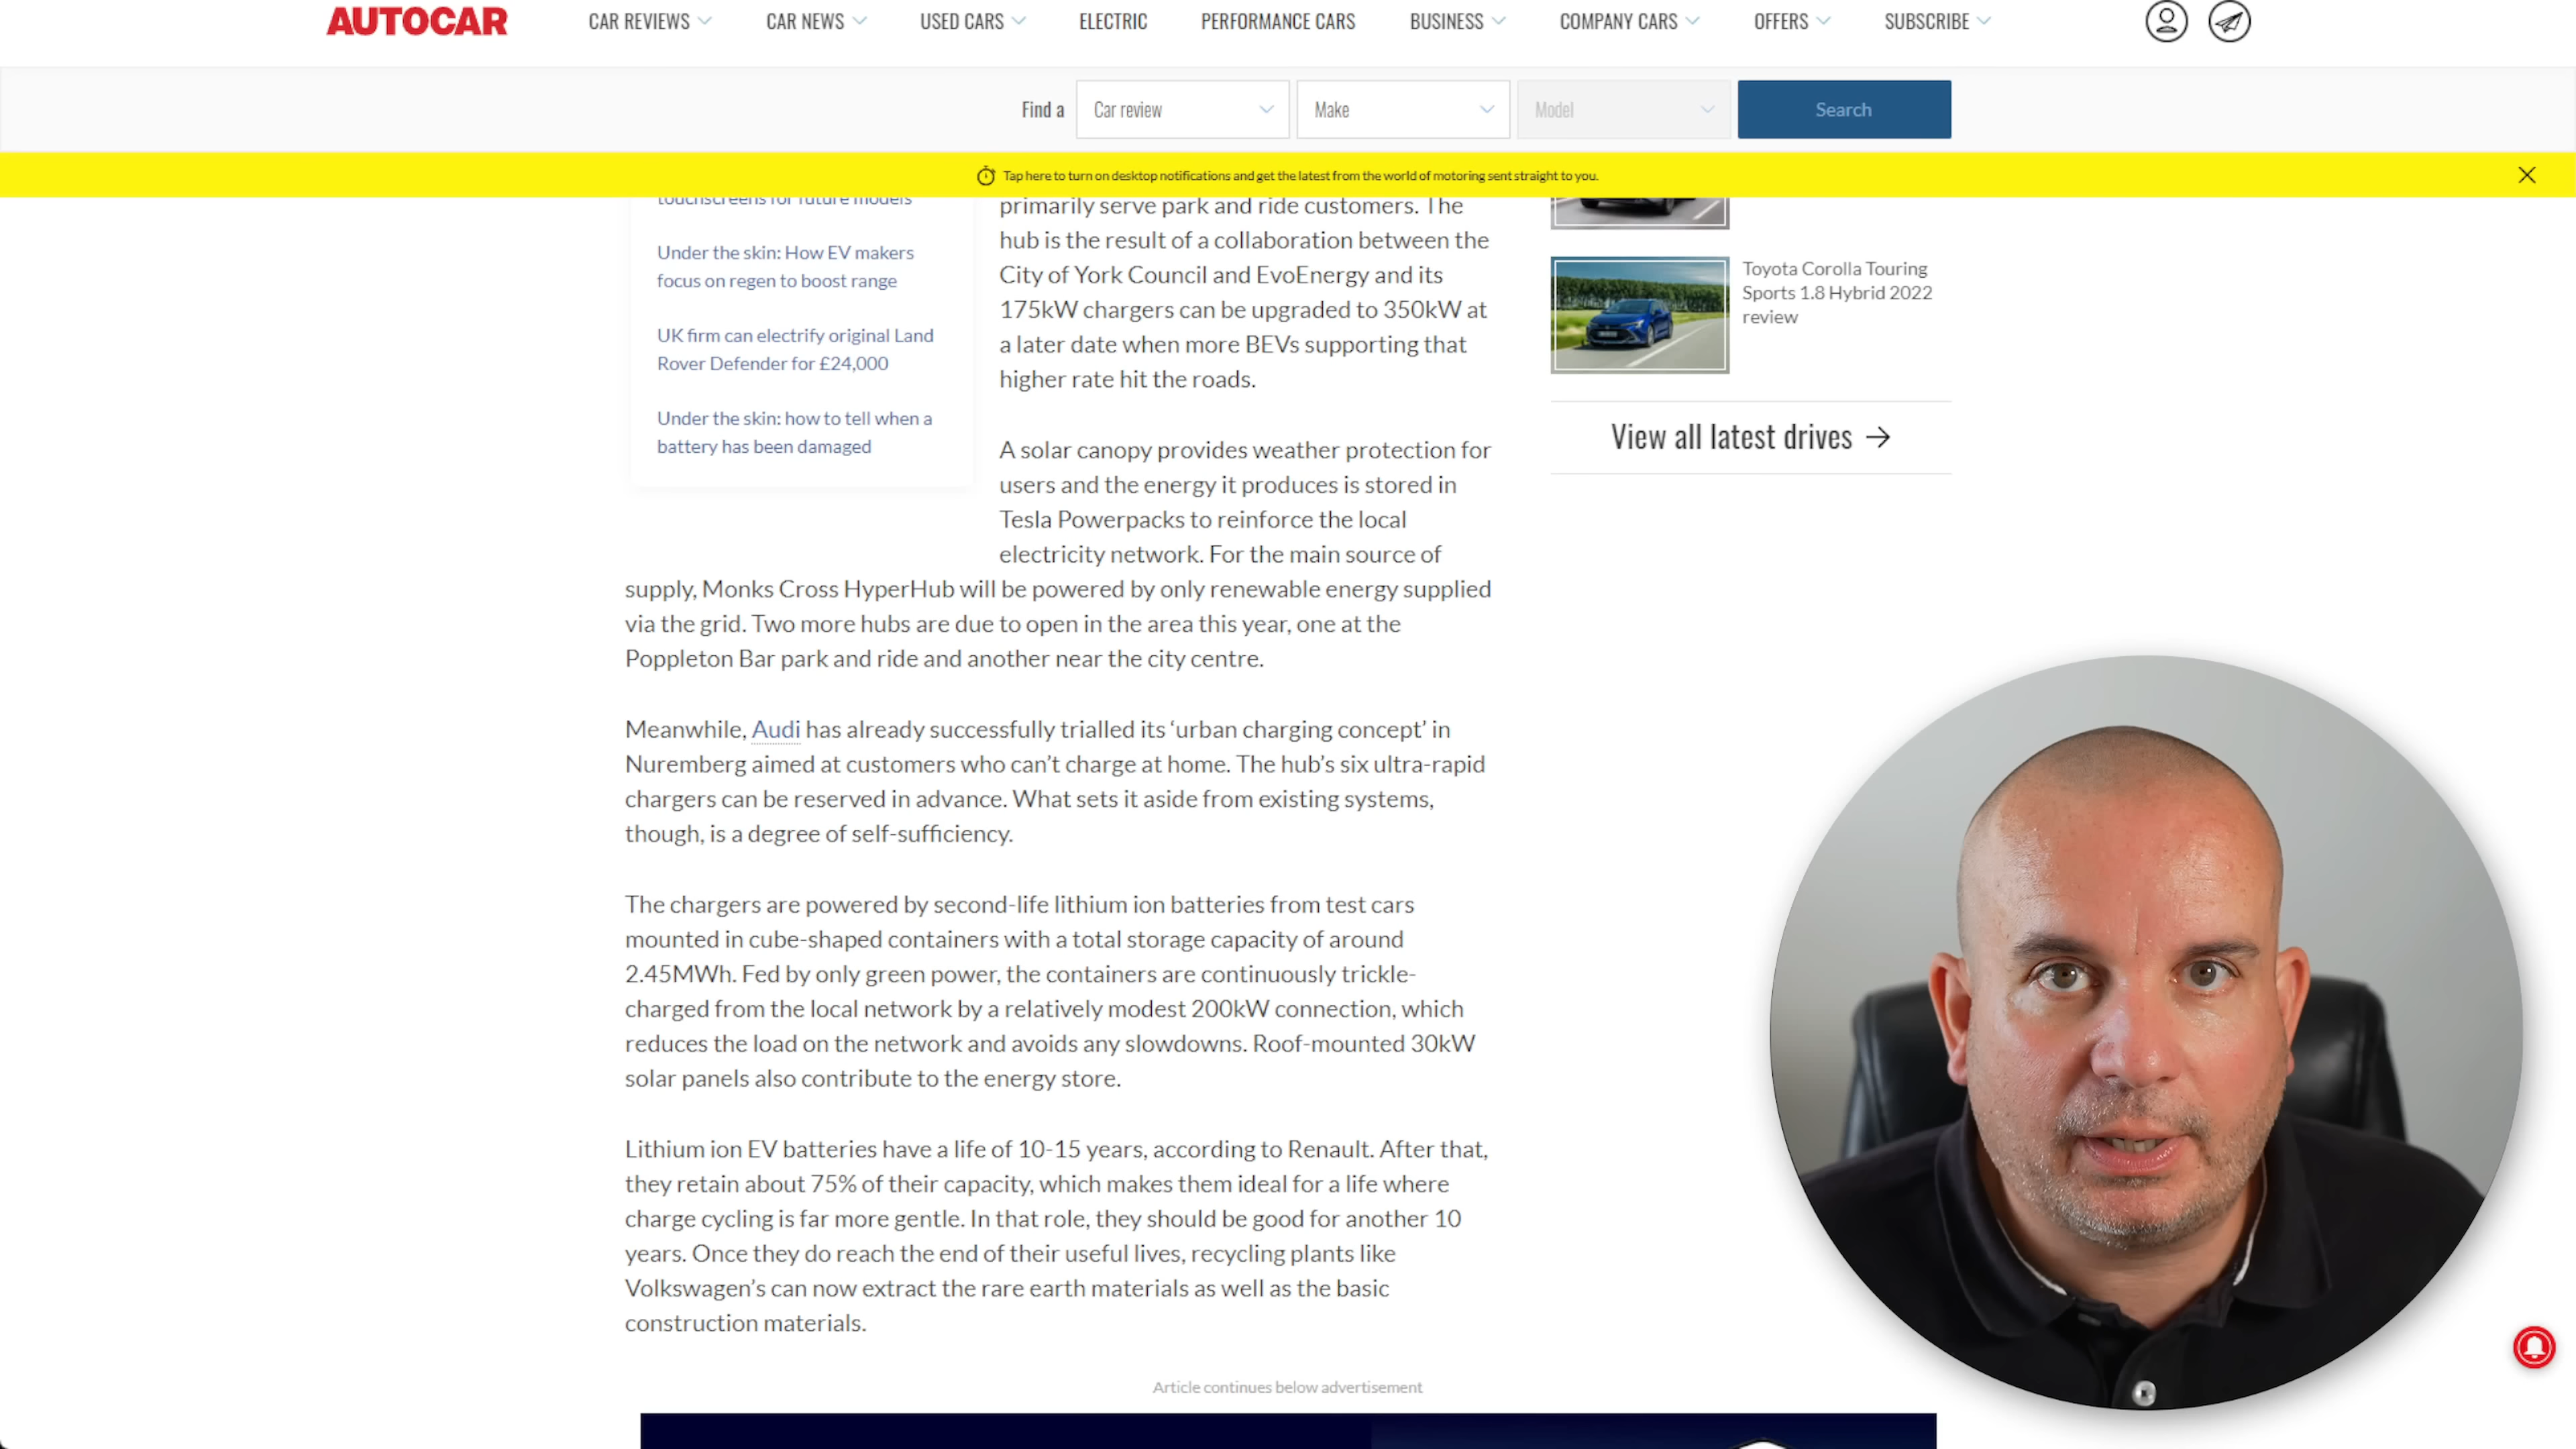 AUTOCAR
CAR REVIEWS
CAR NEWS
USED CARS
ELECTRIC
PERFORMANCE CARS
BUSINESS
COMPANY CARS
OFFERS
SUBSCRIBE
Find a
Car review
Make
Model
Search
Tap here to turn on desktop notifications and get the latest from the world of motoring sent straight to you.
touchscreens for future models
Under the skin: How EV makers
focus on regen to boost range
UK firm can electrify original Land
Rover Defender for £24,000
Under the skin: how to tell when a
battery has been damaged
primarily serve park and ride customers. The
hub is the result of a collaboration between the
City of York Council and EvoEnergy and its
175kW chargers can be upgraded to 350kW at
a later date when more BEVs supporting that
higher rate hit the roads.
A solar canopy provides weather protection for
users and the energy it produces is stored in
Tesla Powerpacks to reinforce the local
electricity network. For the main source of
supply, Monks Cross HyperHub will be powered by only renewable energy supplied
via the grid. Two more hubs are due to open in the area this year, one at the
Poppleton Bar park and ride and another near the city centre.
Meanwhile, Audi has already successfully trialled its ‘urban charging concept’ in
Nuremberg aimed at customers who can’t charge at home. The hub’s six ultra-rapid
chargers can be reserved in advance. What sets it aside from existing systems,
though, is a degree of self-sufficiency.
The chargers are powered by second-life lithium ion batteries from test cars
mounted in cube-shaped containers with a total storage capacity of around
2.45MWh. Fed by only green power, the containers are continuously trickle-
charged from the local network by a relatively modest 200kW connection, which
reduces the load on the network and avoids any slowdowns. Roof-mounted 30kW
solar panels also contribute to the energy store.
Lithium ion EV batteries have a life of 10-15 years, according to Renault. After that,
they retain about 75% of their capacity, which makes them ideal for a life where
charge cycling is far more gentle. In that role, they should be good for another 10
years. Once they do reach the end of their useful lives, recycling plants like
Volkswagen’s can now extract the rare earth materials as well as the basic
construction materials.
Article continues below advertisement
Toyota Corolla Touring
Sports 1.8 Hybrid 2022
review
View all latest drives